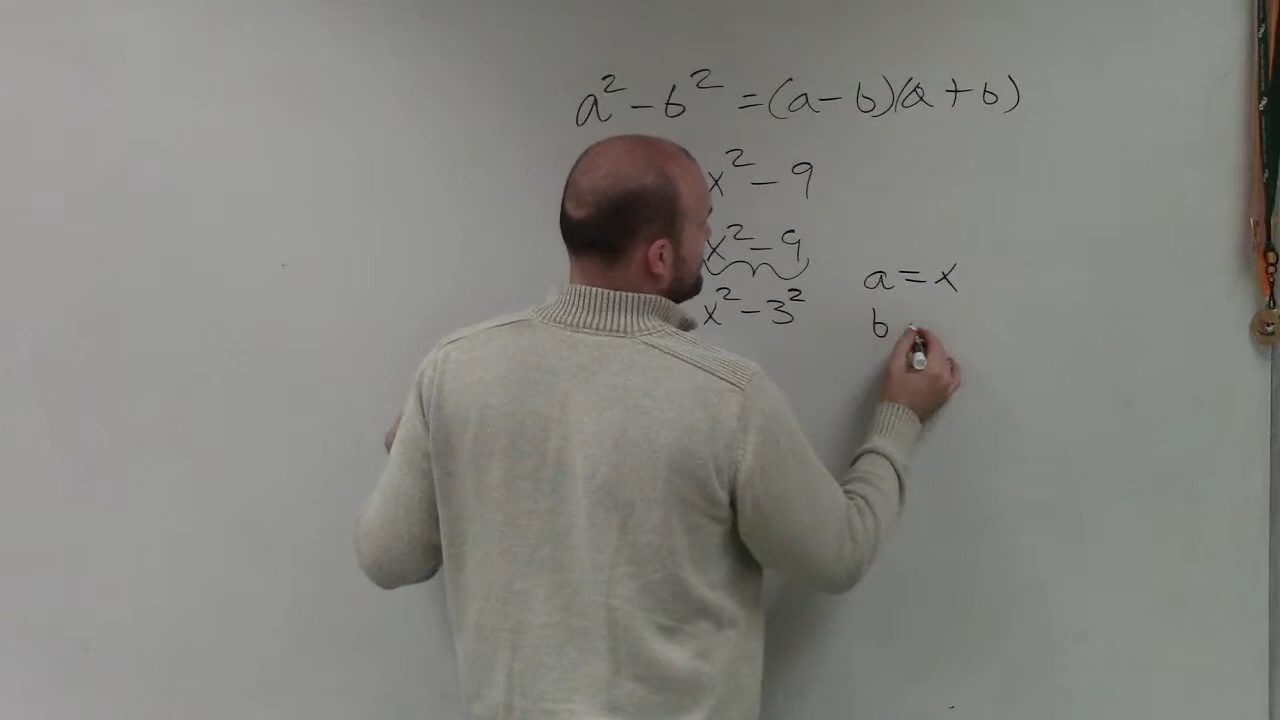 a² - b² = (a - b)(a + b)
x² - 9
x² - 9
x² - 3²
a = x
b